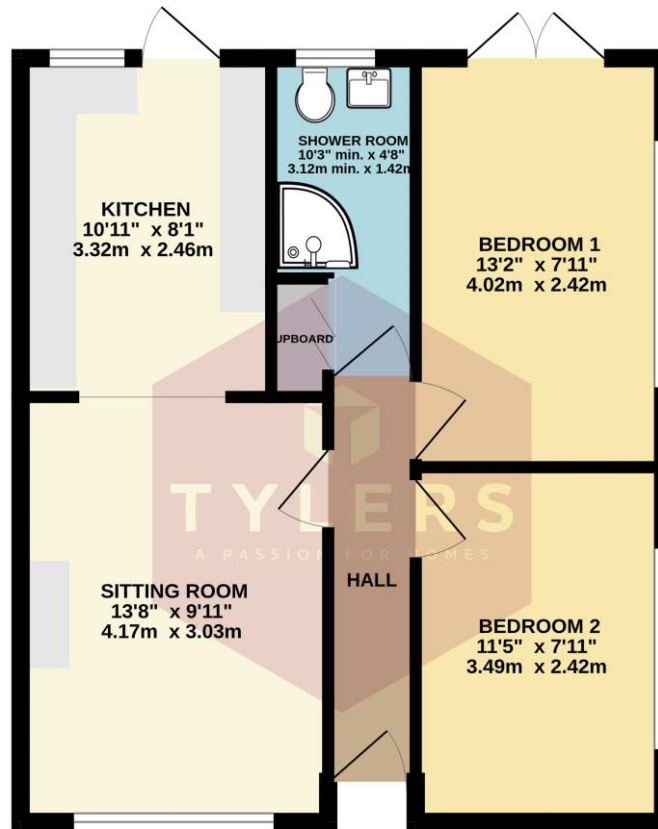 KITCHEN
10'11" x 8'1"
3.32m x 2.46m
SHOWER ROOM
10'3" min. x 4'8"
3.12m min. x 1.42m
BEDROOM 1
13'2" x 7'11"
4.02m x 2.42m
UPBOARD
TYLERS
A PASSION FOR HOMES
SITTING ROOM
13'8" x 9'11"
4.17m x 3.03m
HALL
BEDROOM 2
11'5" x 7'11"
3.49m x 2.42m